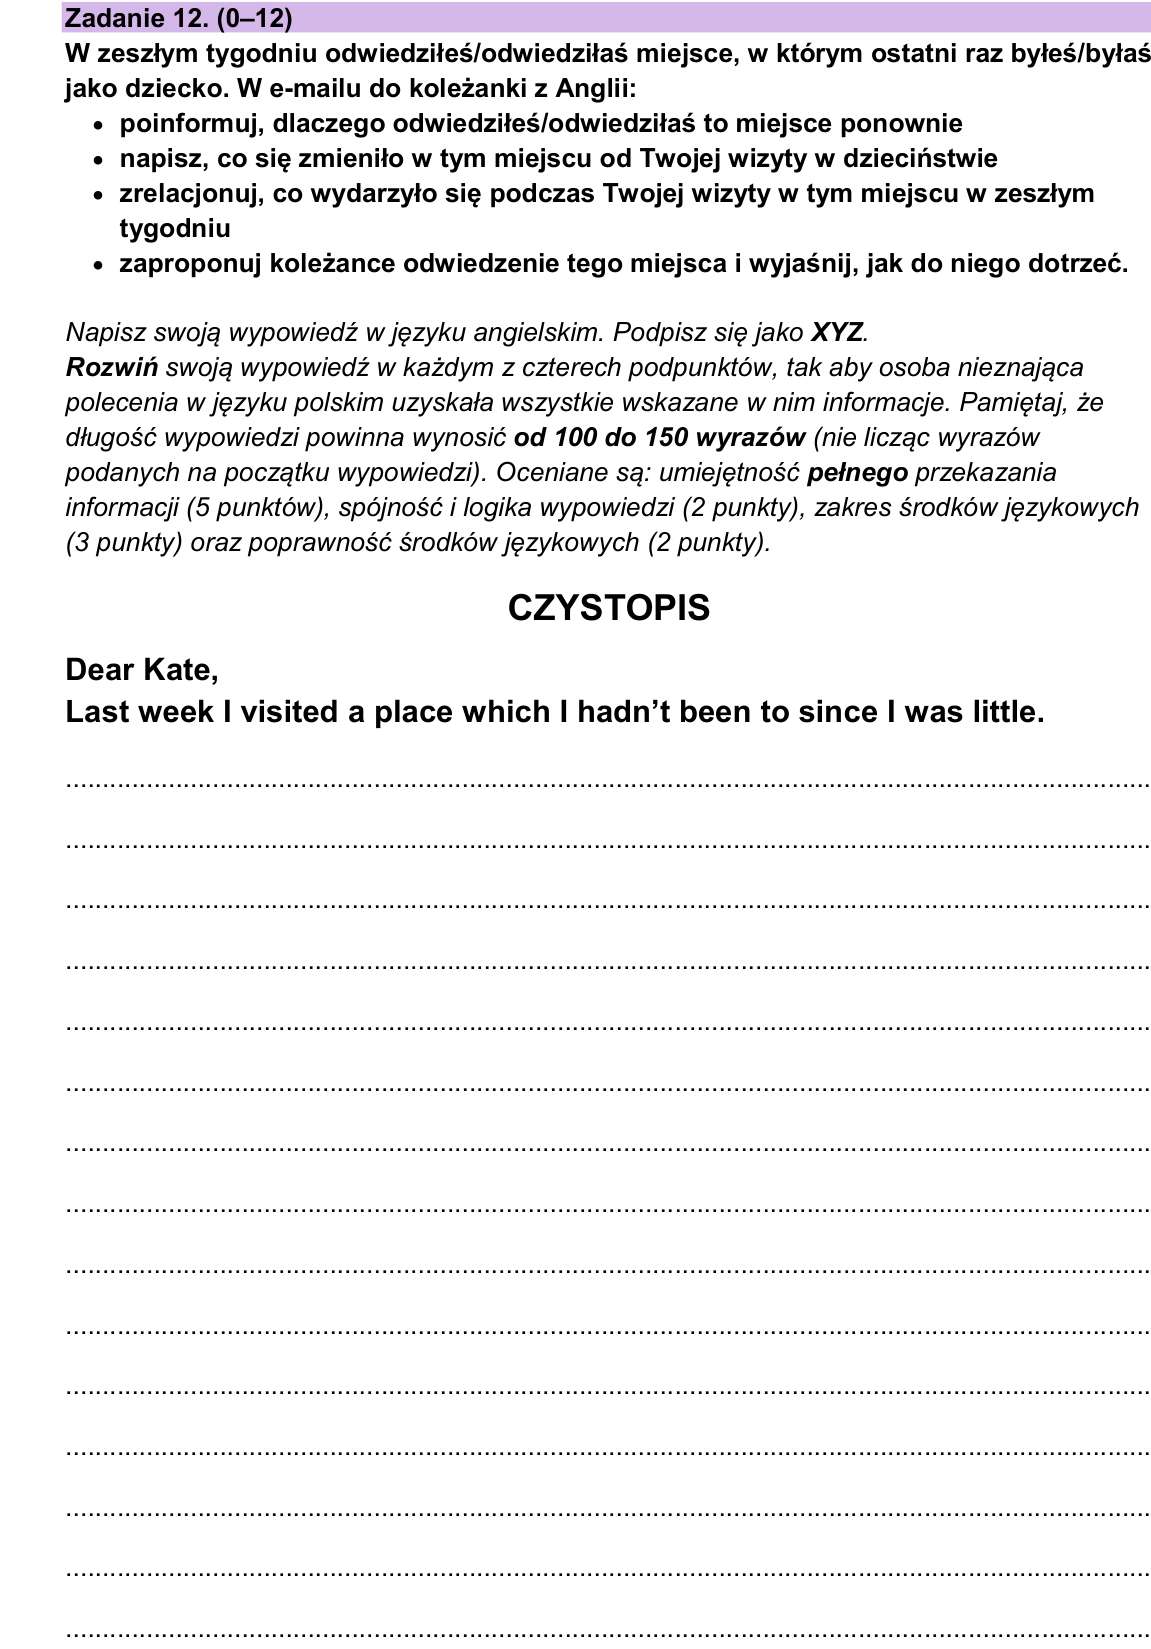 Zadanie 12. (0–12)
W zeszłym tygodniu odwiedziłeś/odwiedziłaś miejsce, w którym ostatni raz byłeś/byłaś
jako dziecko. W e-mailu do koleżanki z Anglii:
• poinformuj, dlaczego odwiedziłeś/odwiedziłaś to miejsce ponownie
• napisz, co się zmieniło w tym miejscu od Twojej wizyty w dzieciństwie
• zrelacjonuj, co wydarzyło się podczas Twojej wizyty w tym miejscu w zeszłym
tygodniu
• zaproponuj koleżance odwiedzenie tego miejsca i wyjaśnij, jak do niego dotrzeć.
Napisz swoją wypowiedź w języku angielskim. Podpisz się jako XYZ.
Rozwiń swoją wypowiedź w każdym z czterech podpunktów, tak aby osoba nieznająca
polecenia w języku polskim uzyskała wszystkie wskazane w nim informacje. Pamiętaj, że
długość wypowiedzi powinna wynosić od 100 do 150 wyrazów (nie licząc wyrazów
podanych na początku wypowiedzi). Oceniane są: umiejętność pełnego przekazania
informacji (5 punktów), spójność i logika wypowiedzi (2 punkty), zakres środków językowych
(3 punkty) oraz poprawność środków językowych (2 punkty).
CZYSTOPIS
Dear Kate,
Last week I visited a place which I hadn’t been to since I was little.